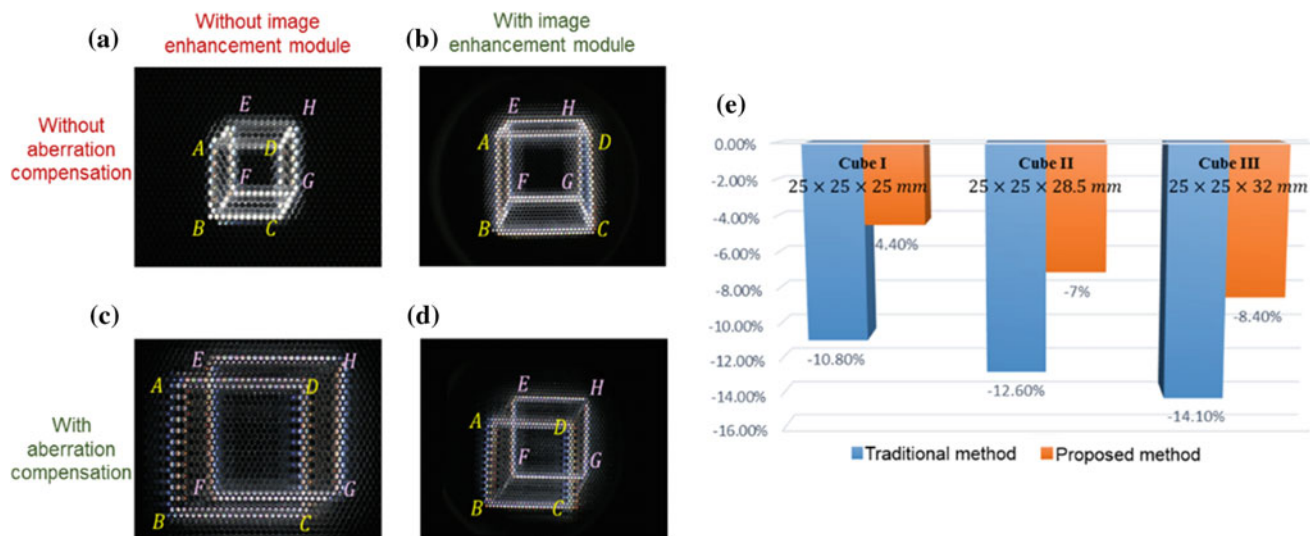 Without image
enhancement module
With image
enhancement module
(a)
(b)
Without
aberration
compensation
E H
A D
F G
B C
E H
A D
F G
B C
(c)
(d)
With
aberration
compensation
E H
A D
F G
B C
E H
A D
F G
B C
(e)
0.00%
-2.00%
-4.00%
-6.00%
-8.00%
-10.00%
-12.00%
-14.00%
-16.00%
Cube I
25 × 25 × 25 mm
Cube II
25 × 25 × 28.5 mm
Cube III
25 × 25 × 32 mm
-10.80%
4.40%
-12.60%
-7%
-14.10%
-8.40%
Traditional method
Proposed method